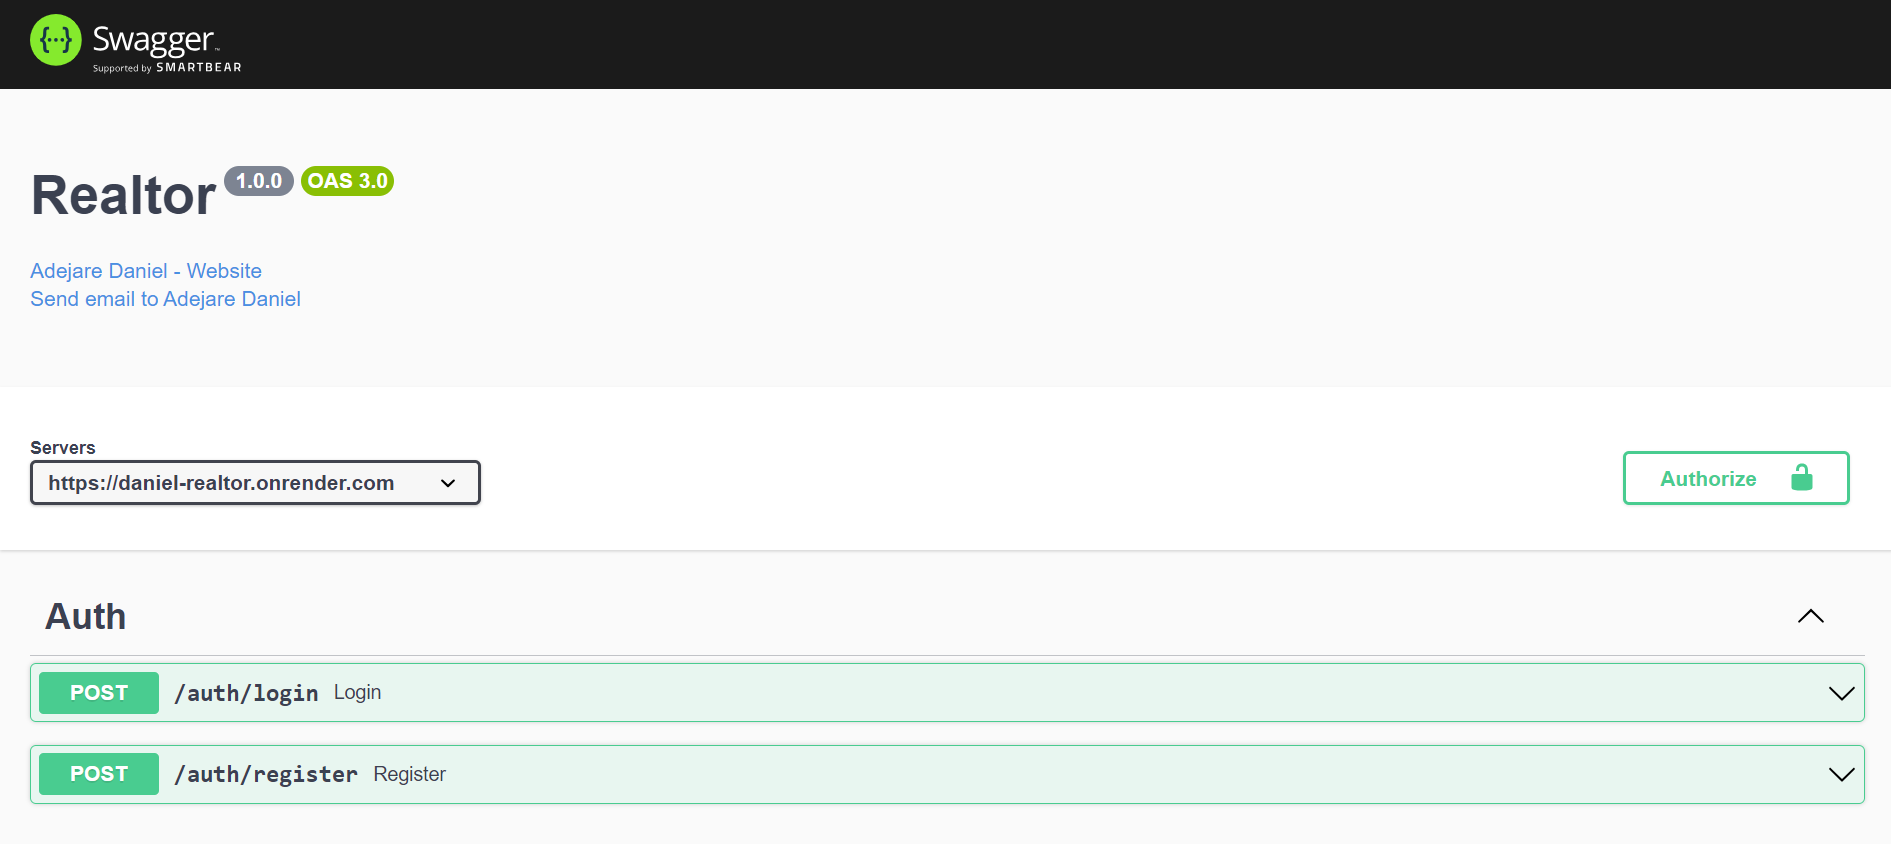 {···} Swagger™
Supported by SMARTBEAR
Realtor 1.0.0 OAS 3.0
Adejare Daniel - Website
Send email to Adejare Daniel
Servers
https://daniel-realtor.onrender.com
Authorize
Auth
POST /auth/login Login
POST /auth/register Register